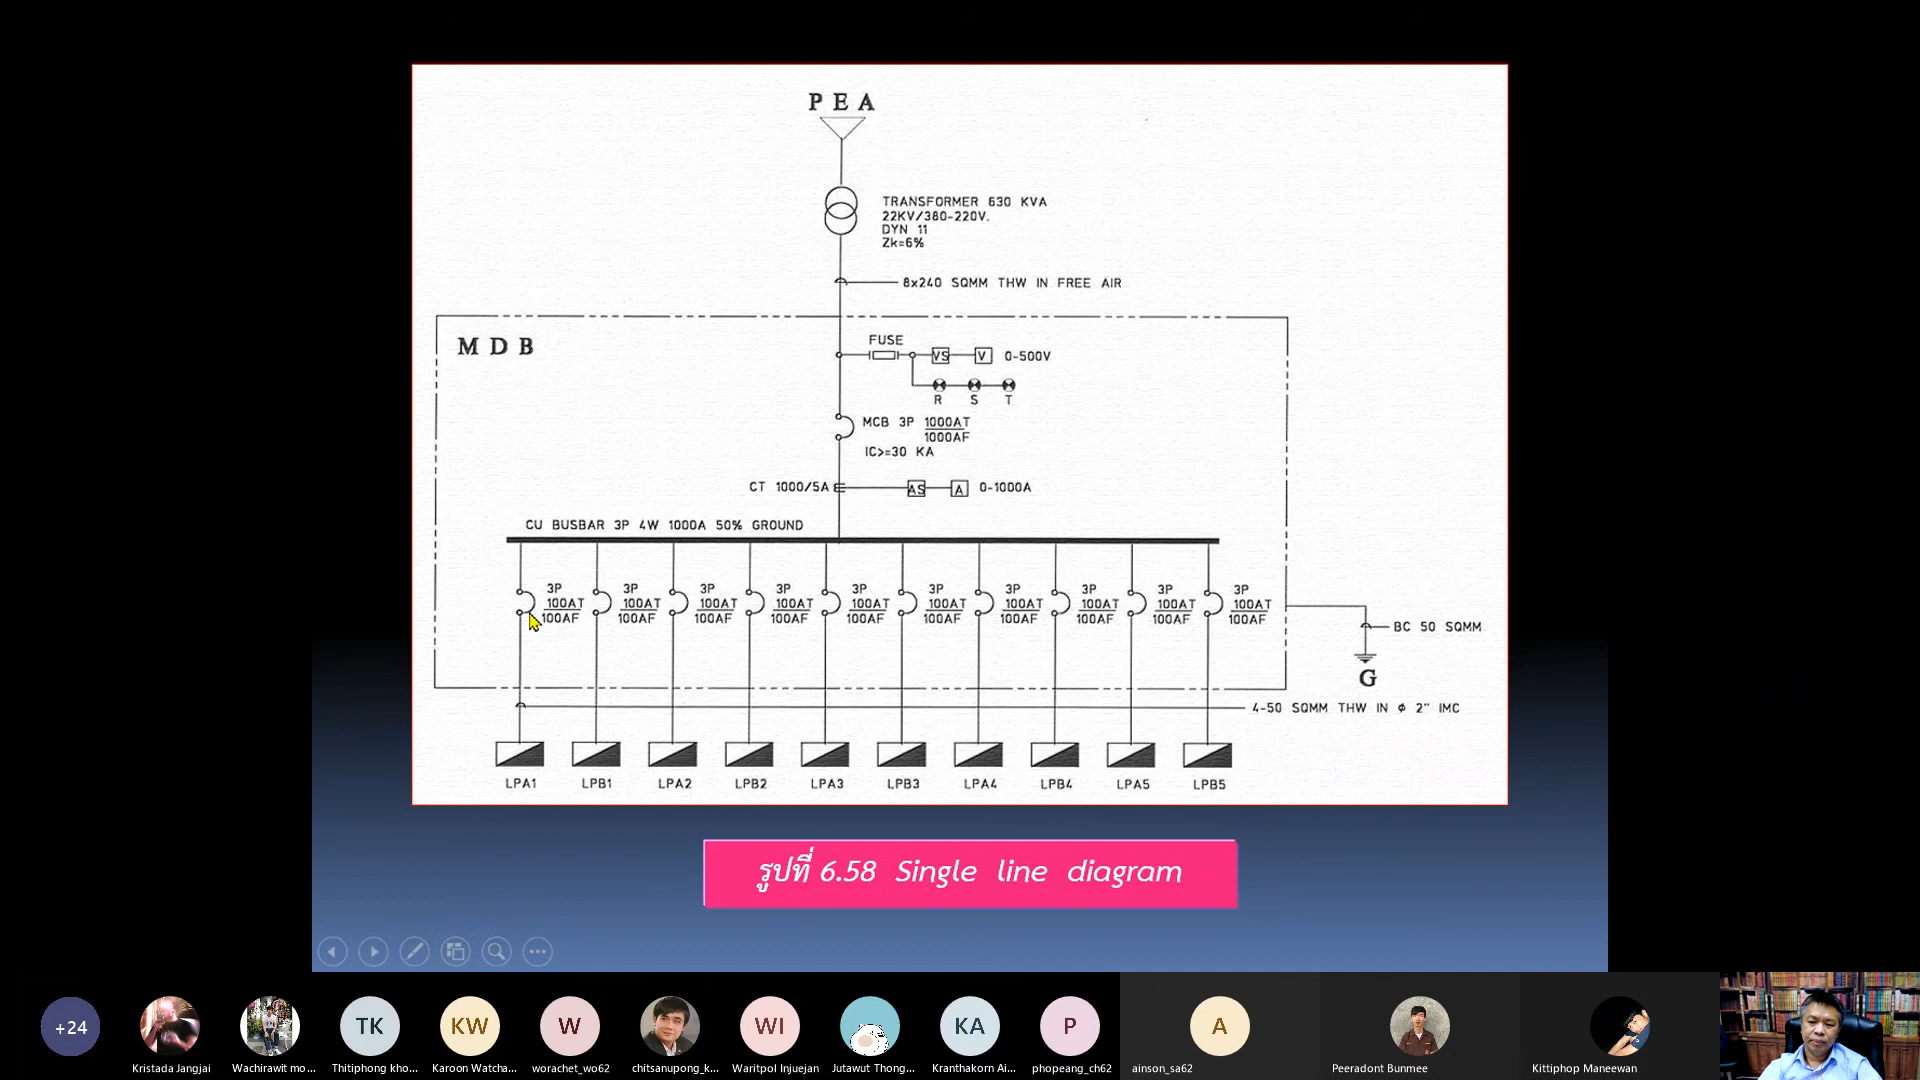 P E A
TRANSFORMER 630 KVA
22KV/380-220V.
DYN 11
Zk=6%
8x240 SQMM THW IN FREE AIR
M D B
FUSE
VS V 0-500V
R S T
MCB 3P 1000AT
1000AF
IC>=30 KA
CT 1000/5A AS A 0-1000A
CU BUSBAR 3P 4W 1000A 50% GROUND
3P 3P 3P 3P 3P 3P 3P 3P 3P 3P
100AT 100AT 100AT 100AT 100AT 100AT 100AT 100AT 100AT 100AT
100AF 100AF 100AF 100AF 100AF 100AF 100AF 100AF 100AF 100AF
BC 50 SQMM
G
4-50 SQMM THW IN ϕ 2" IMC
LPA1 LPB1 LPA2 LPB2 LPA3 LPB3 LPA4 LPB4 LPA5 LPB5
รูปที่ 6.58 Single line diagram
+24 TK KW W WI KA P A
Kristada Jangjai Wachirawit mo... Thitiphong kho... Karoon Watcha... worachet_wo62 chitsanupong_k... Waritpol Injuejan Jutawut Thong... Kranthakorn Ai... phopeang_ch62 ainson_sa62 Peeradont Bunmee Kittiphop Maneewan